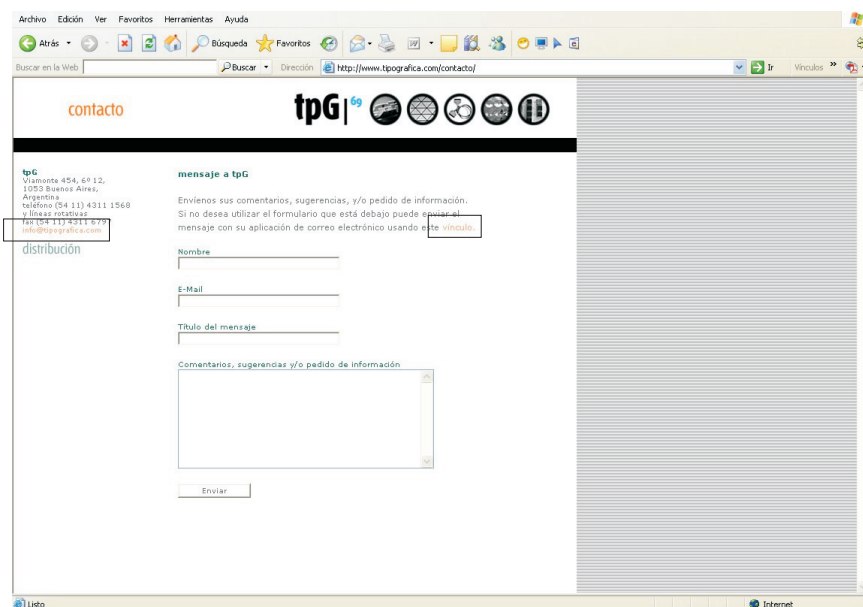 Archivo Edición Ver Favoritos Herramientas Ayuda
Atrás Búsqueda Favoritos
Buscar en la Web Buscar Dirección http://www.tipografica.com/contacto/ Ir Vínculos »
contacto
tpG| 69
tpG
Viamonte 454, 6º 12,
1053 Buenos Aires,
Argentina
teléfono (54 11) 4311 1568
y líneas rotativas
fax (54 11) 4311 679
info@tipografica.com
distribución
mensaje a tpG
Envíenos sus comentarios, sugerencias, y/o pedido de información.
Si no desea utilizar el formulario que está debajo puede enviar el
mensaje con su aplicación de correo electrónico usando este vínculo.
Nombre
E-Mail
Título del mensaje
Comentarios, sugerencias y/o pedido de información
Enviar
Listo Internet